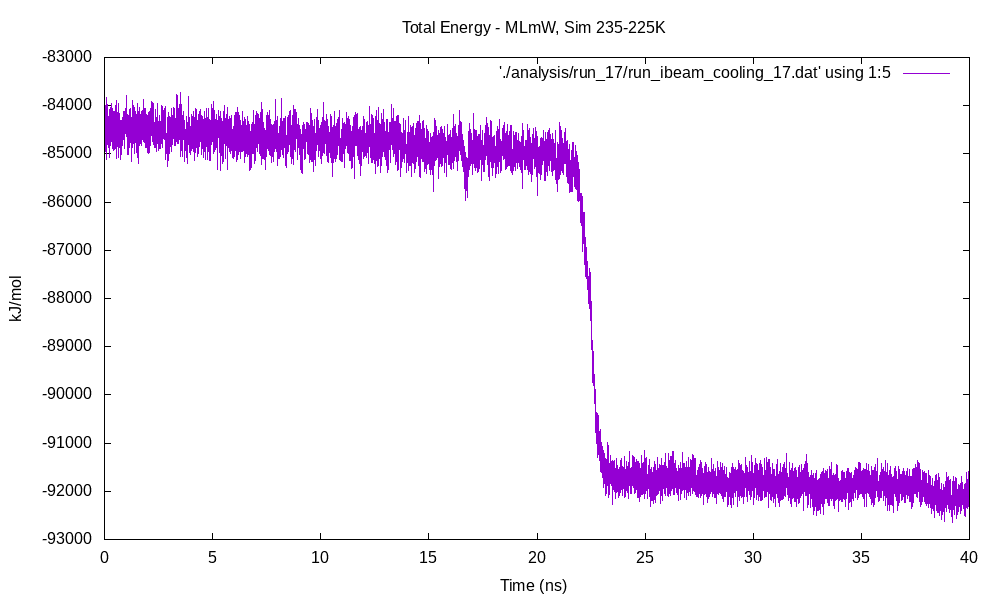 Total Energy - MLmW, Sim 235-225K
'./analysis/run_17/run_ibeam_cooling_17.dat' using 1:5
-83000
-84000
-85000
-86000
-87000
-88000
-89000
-90000
-91000
-92000
-93000
kJ/mol
0 5 10 15 20 25 30 35 40
Time (ns)